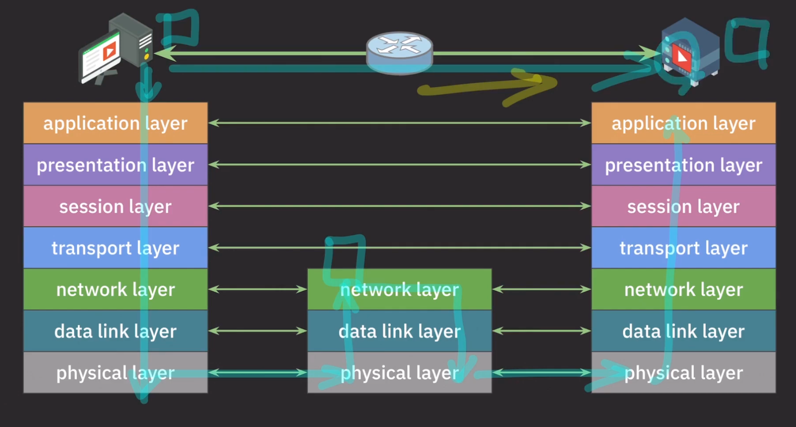 application layer
presentation layer
session layer
transport layer
network layer
data link layer
physical layer
network layer
data link layer
physical layer
application layer
presentation layer
session layer
transport layer
network layer
data link layer
physical layer